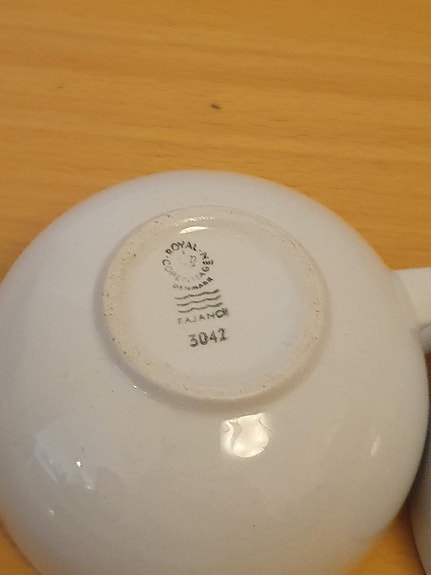 ROYAL
COPENHAGEN
DENMARK
FAJANCE
3042